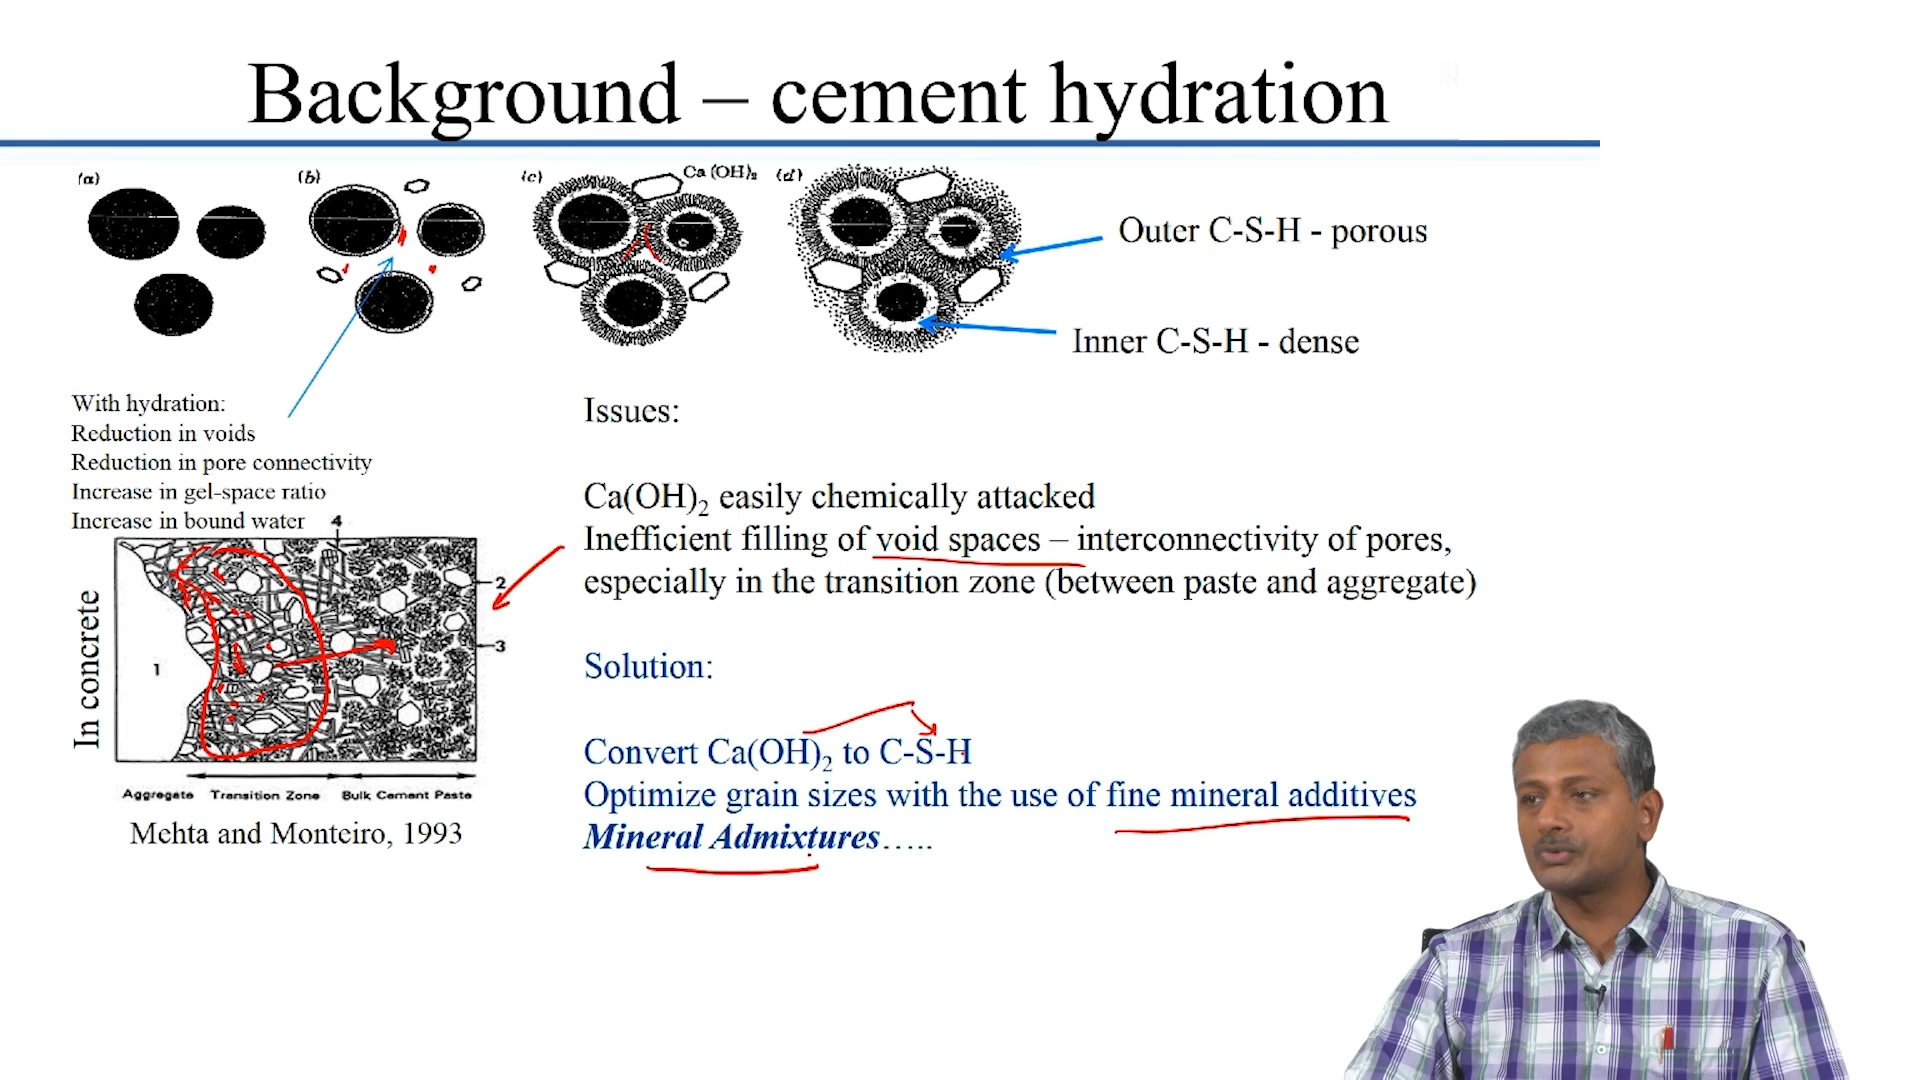 Background – cement hydration
(a)
(b)
(c)
Ca (OH)₂
(d)
Outer C-S-H - porous
Inner C-S-H - dense
With hydration:
Reduction in voids
Reduction in pore connectivity
Increase in gel-space ratio
Increase in bound water
4
2
3
1
In concrete
Aggregate Transition Zone Bulk Cement Paste
Mehta and Monteiro, 1993
Issues:
Ca(OH)₂ easily chemically attacked
Inefficient filling of void spaces – interconnectivity of pores,
especially in the transition zone (between paste and aggregate)
Solution:
Convert Ca(OH)₂ to C-S-H
Optimize grain sizes with the use of fine mineral additives
Mineral Admixtures…..